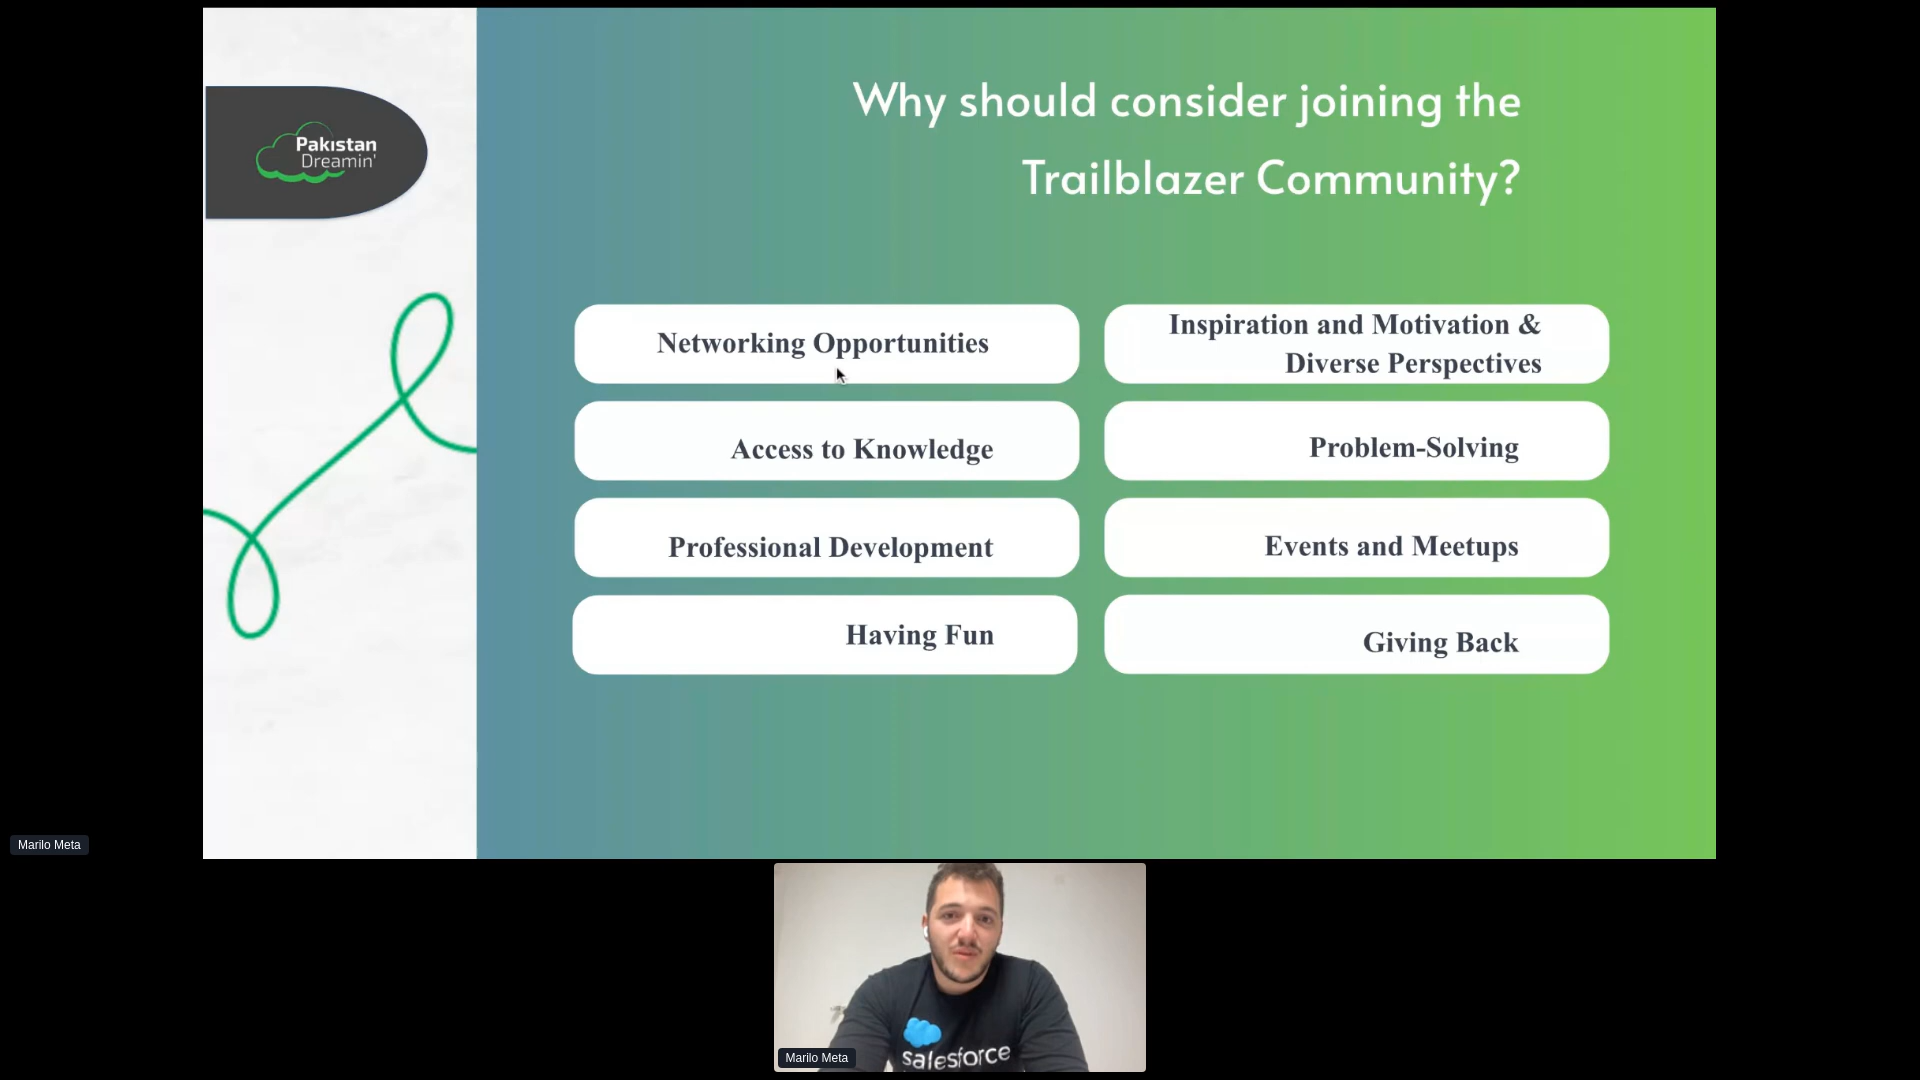 Pakistan
Dreamin'
Why should consider joining the
Trailblazer Community?
Networking Opportunities
Inspiration and Motivation &
Diverse Perspectives
Access to Knowledge
Problem-Solving
Professional Development
Events and Meetups
Having Fun
Giving Back
Marilo Meta
salesforce
Marilo Meta